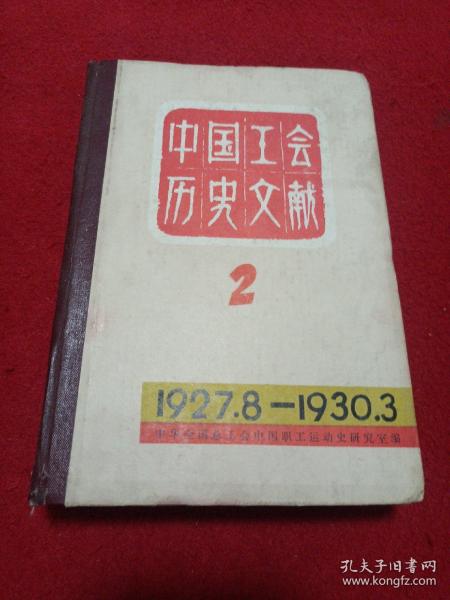 中国工会
历史文献
2
1927.8—1930.3
中华全国总工会中国职工运动史研究室编
孔夫子旧书网
www.kongfz.com